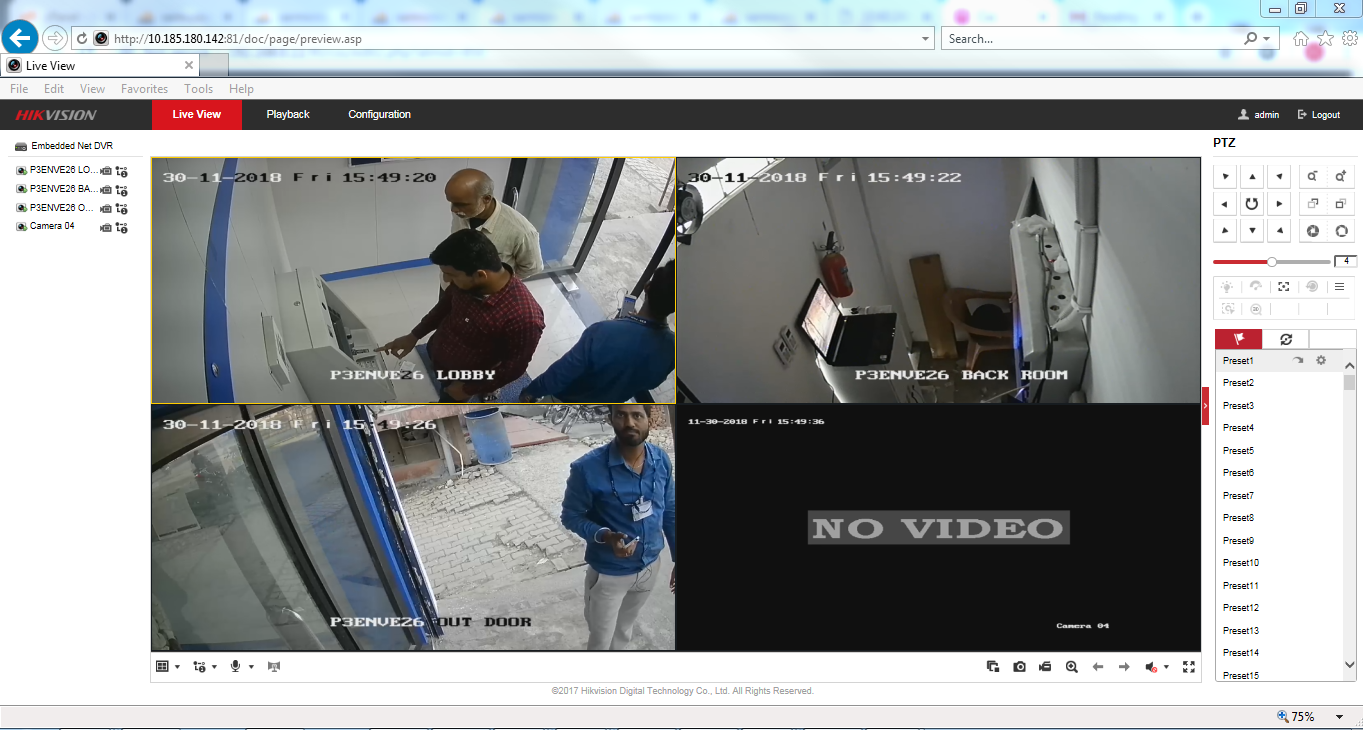 http://10.185.180.142:81/doc/page/preview.asp
Search...
Live View
File Edit View Favorites Tools Help
HIKVISION
Live View Playback Configuration
admin Logout
Embedded Net DVR
P3ENVE26 LO...
P3ENVE26 BA...
P3ENVE26 O...
Camera 04
30-11-2018 Fri 15:49:20
P3ENVE26 LOBBY
30-11-2018 Fri 15:49:22
P3ENVE26 BACK ROOM
30-11-2018 Fri 15:49:26
P3ENVE26 OUT DOOR
11-30-2018 Fri 15:49:36
NO VIDEO
Camera 04
PTZ
4
Preset1
Preset2
Preset3
Preset4
Preset5
Preset6
Preset7
Preset8
Preset9
Preset10
Preset11
Preset12
Preset13
Preset14
Preset15
©2017 Hikvision Digital Technology Co., Ltd. All Rights Reserved.
75%